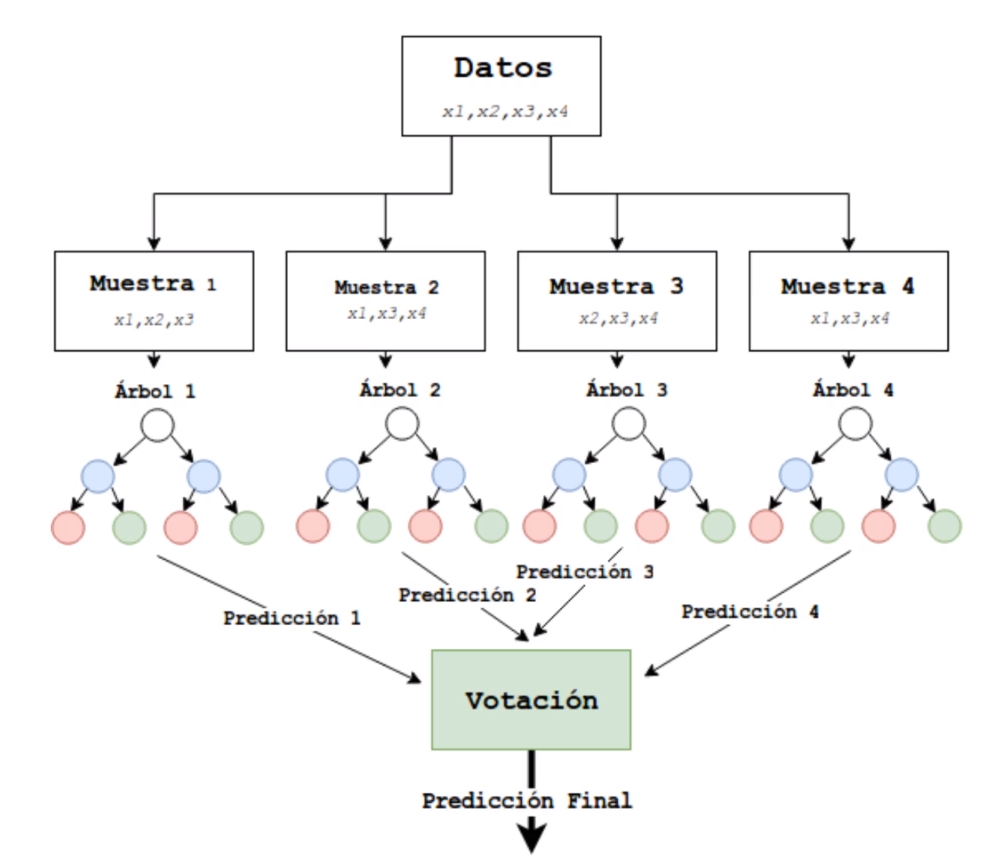 Datos
x1,x2,x3,x4
Muestra 1
x1,x2,x3
Muestra 2
x1,x3,x4
Muestra 3
x2,x3,x4
Muestra 4
x1,x3,x4
Árbol 1
Árbol 2
Árbol 3
Árbol 4
Predicción 1
Predicción 2
Predicción 3
Predicción 4
Votación
Predicción Final